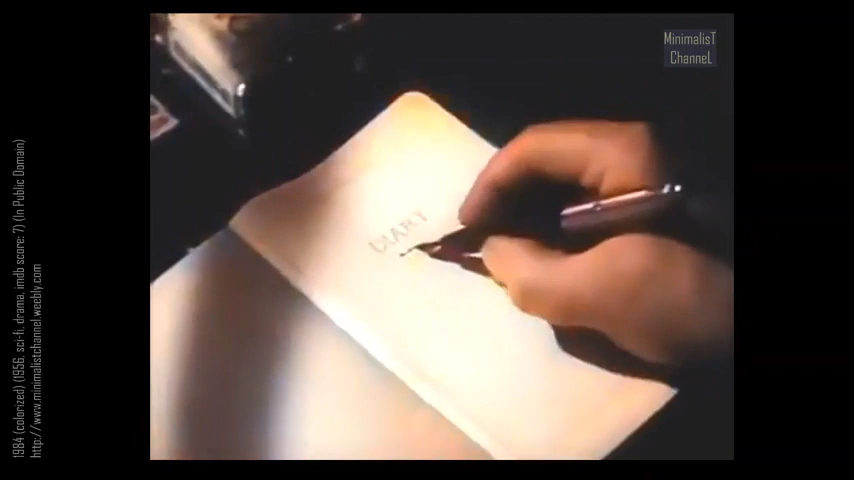 MinimalisT
ChanneL
DIARY
1984 (colorized) (1956, sci-fi, drama, imdb score: 7) (In Public Domain)
http://www.minimalistchannel.weebly.com